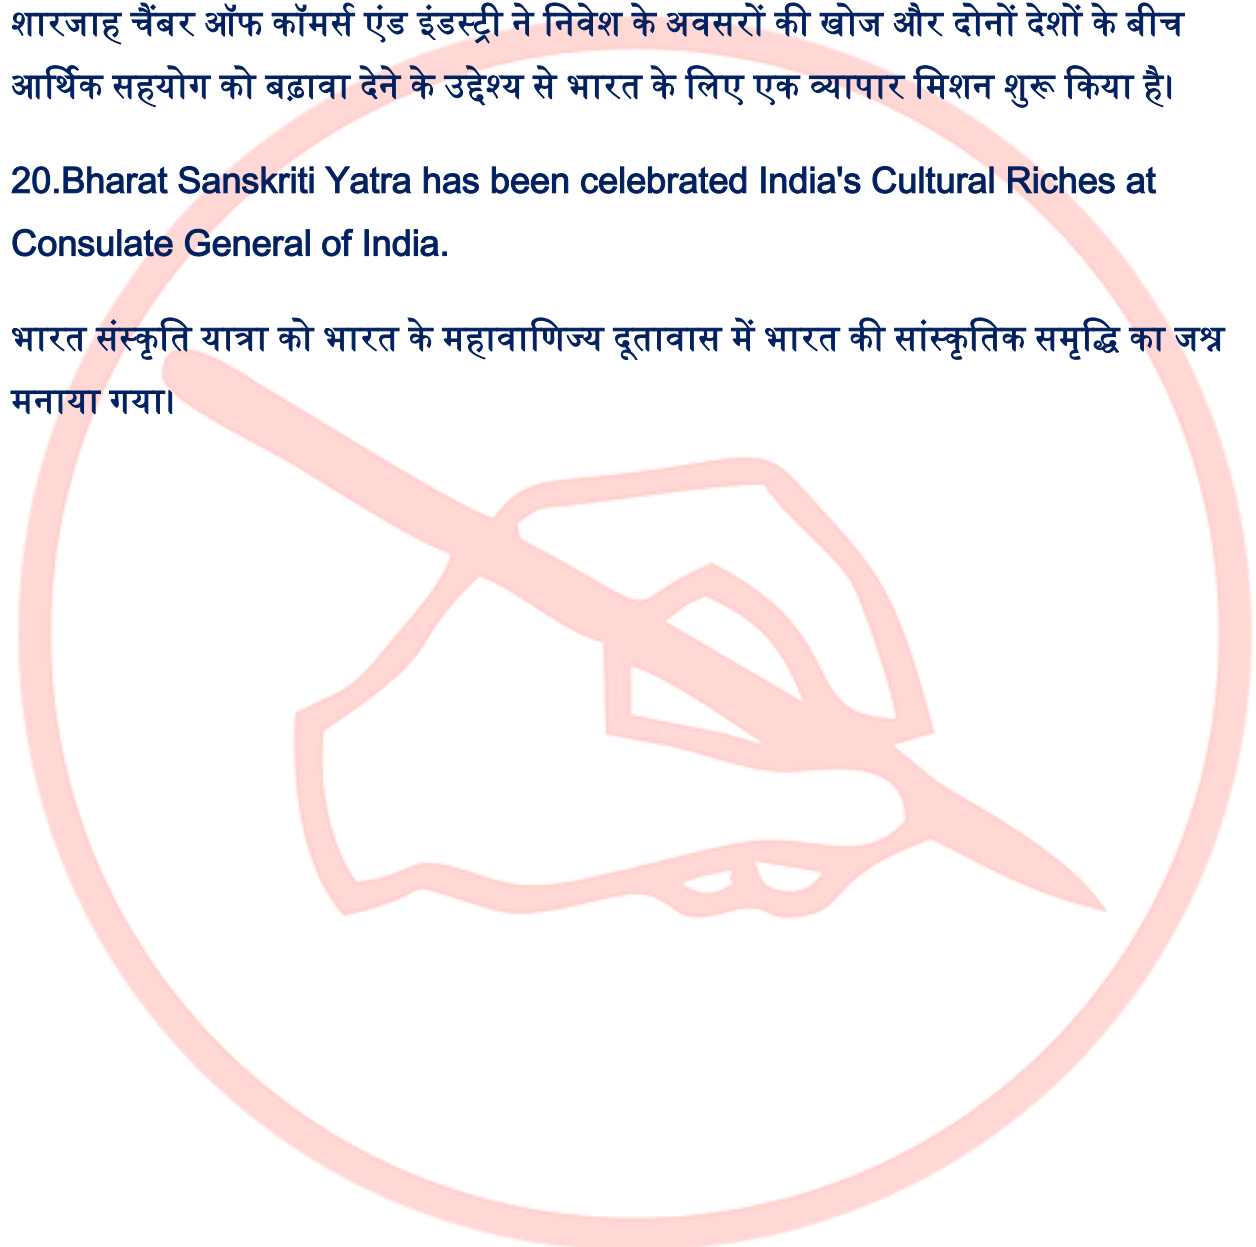 शारजाह चैंबर ऑफ कॉमर्स एंड इंडस्ट्री ने निवेश के अवसरों की खोज और दोनों देशों के बीच
आर्थिक सहयोग को बढ़ावा देने के उद्देश्य से भारत के लिए एक व्यापार मिशन शुरू किया है।
20.Bharat Sanskriti Yatra has been celebrated India's Cultural Riches at
Consulate General of India.
भारत संस्कृति यात्रा को भारत के महावाणिज्य दूतावास में भारत की सांस्कृतिक समृद्धि का जश्न
मनाया गया।